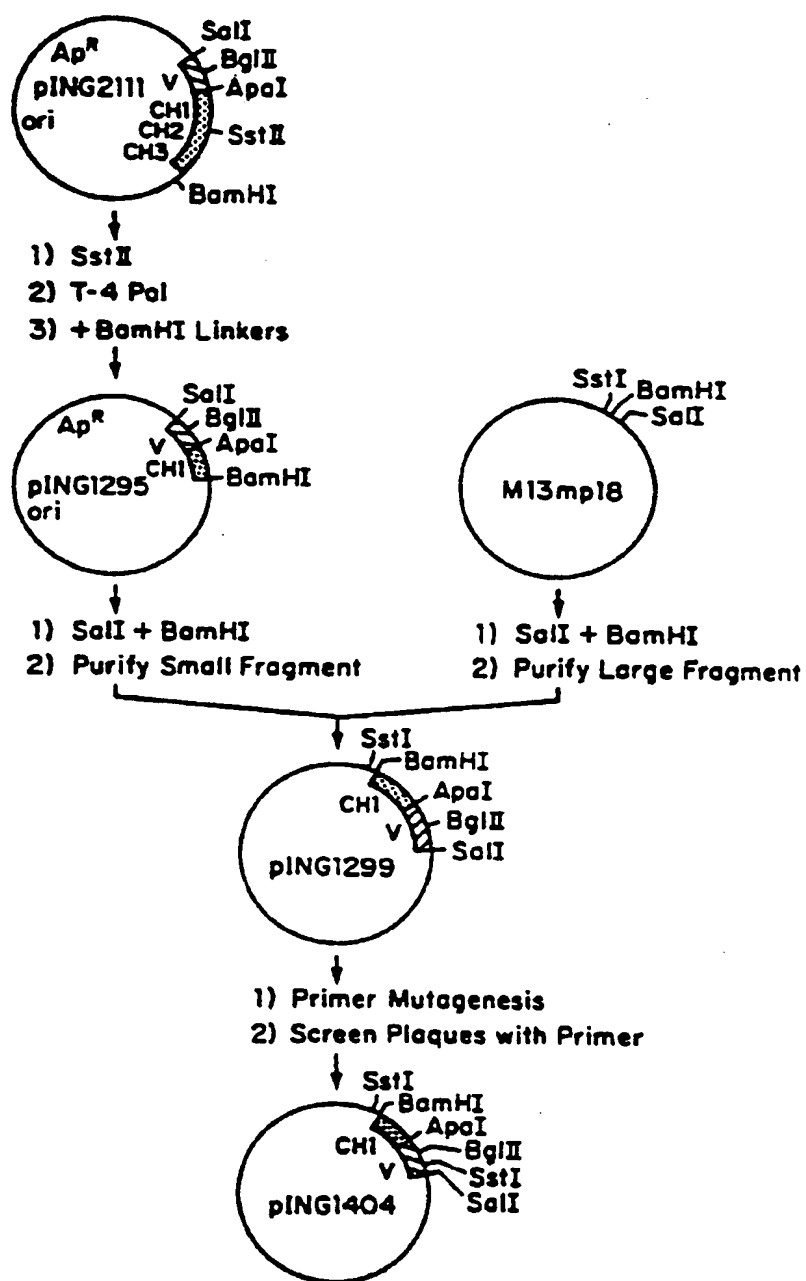 SalI
Ap^R
BglII
pING2111
V
ApaI
ori
CH1
CH2
SstII
CH3
BamHI
1) SstII
2) T-4 Pol
3) + BamHI Linkers
SalI
BglII
Ap^R
V
ApaI
CH1
BamHI
pING1295
ori
SstI
BamHI
SalI
M13mp18
1) SalI + BamHI
2) Purify Small Fragment
1) SalI + BamHI
2) Purify Large Fragment
SstI
BamHI
CH1
ApaI
V
BglII
SalI
pING1299
1) Primer Mutagenesis
2) Screen Plaques with Primer
SstI
BamHI
ApaI
CH1
BglII
V
SstI
SalI
pING1404